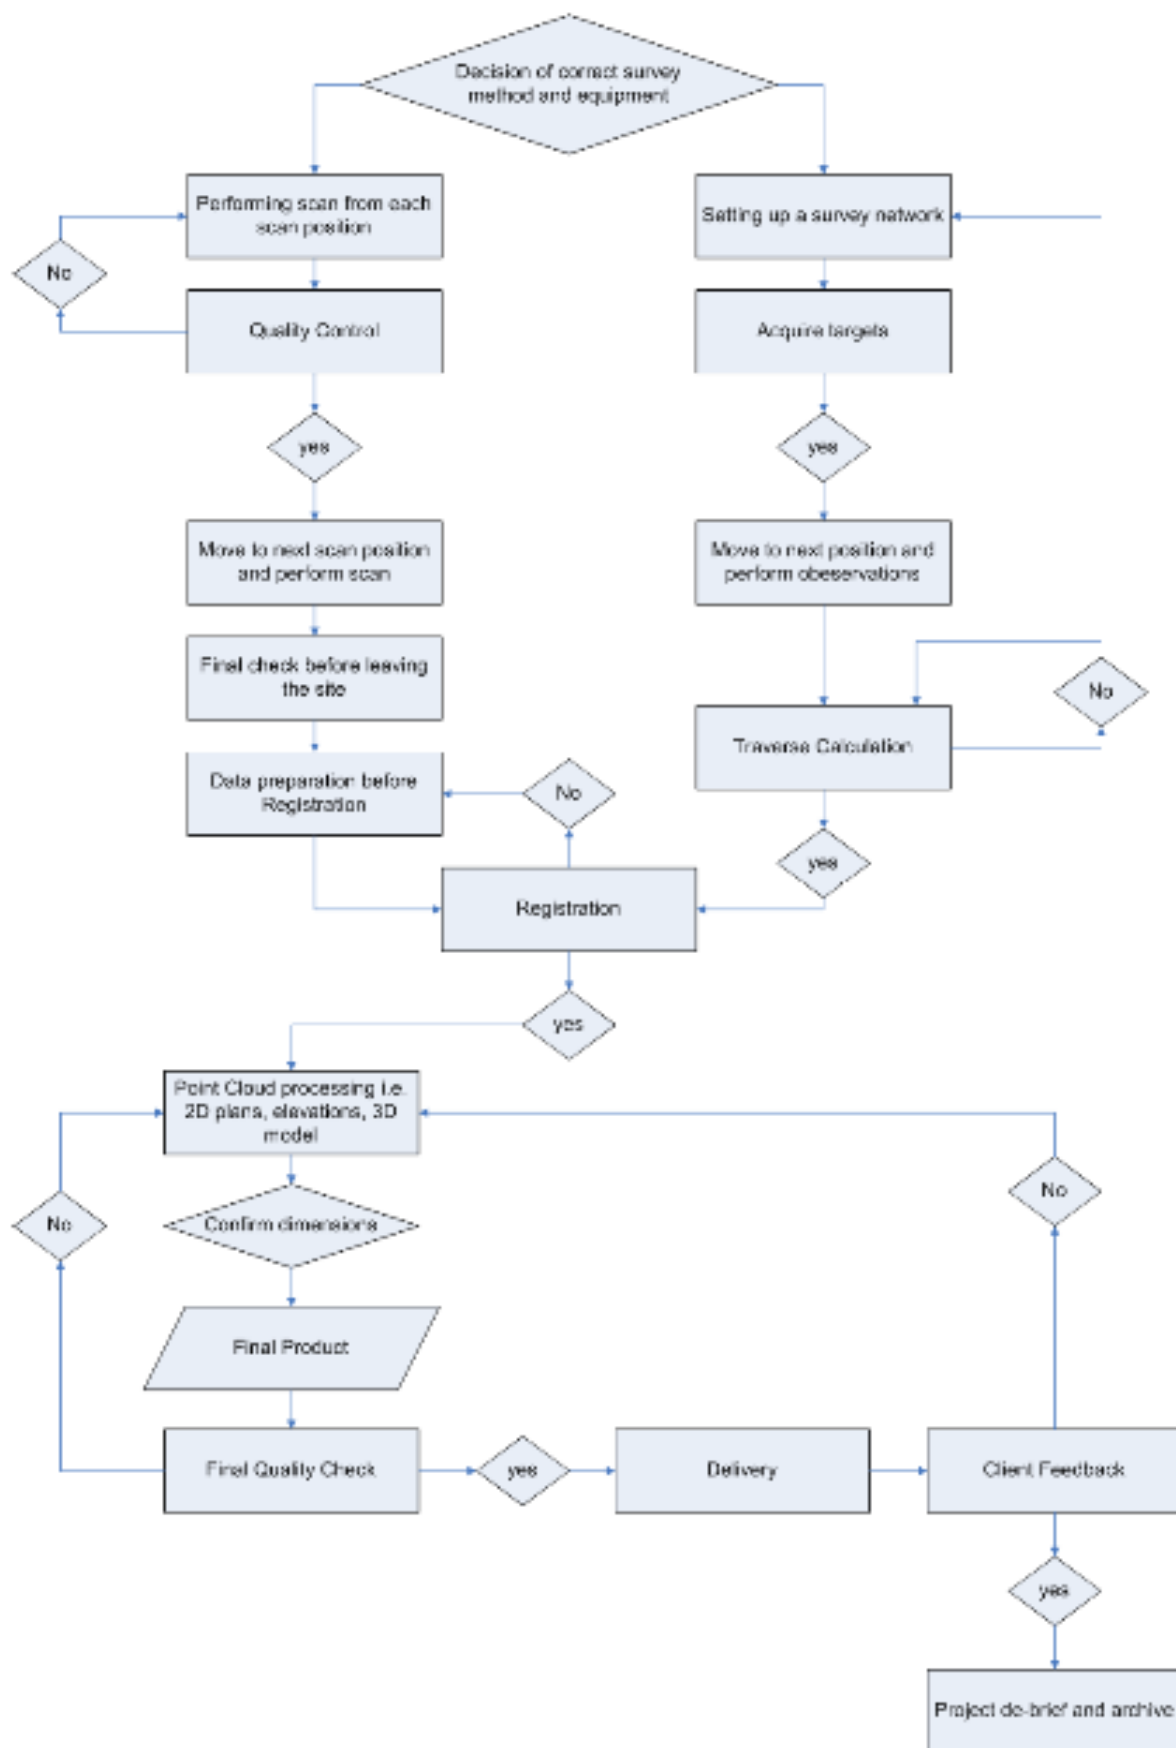 Decision of correct survey
method and equipment
Performing scan from each
scan position
Setting up a survey network
No
Quality Control
Acquire targets
yes
yes
Move to next scan position
and perform scan
Move to next position and
perform obeservations
Final check before leaving
the site
No
Traverse Calculation
Data preparation before
Registration
No
yes
Registration
yes
Point Cloud processing i.e.
2D plans, elevations, 3D
model
No
No
Confirm dimensions
Final Product
Final Quality Check
yes
Delivery
Client Feedback
yes
Project de-brief and archive